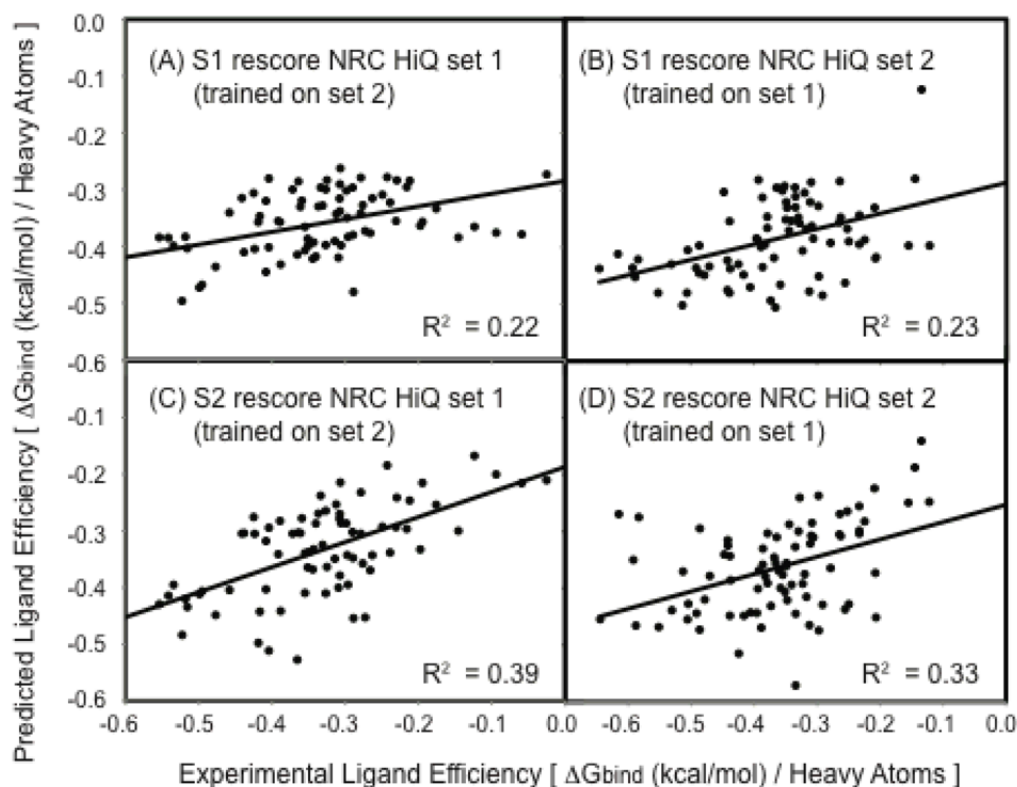 Predicted Ligand Efficiency [ ΔGbind (kcal/mol) / Heavy Atoms ]
0.0
-0.1
-0.2
-0.3
-0.4
-0.5
-0.6
-0.1
-0.2
-0.3
-0.4
-0.5
-0.6
(A) S1 rescore NRC HiQ set 1
(trained on set 2)
R² = 0.22
(B) S1 rescore NRC HiQ set 2
(trained on set 1)
R² = 0.23
(C) S2 rescore NRC HiQ set 1
(trained on set 2)
R² = 0.39
(D) S2 rescore NRC HiQ set 2
(trained on set 1)
R² = 0.33
-0.6 -0.5 -0.4 -0.3 -0.2 -0.1 0.0 -0.6 -0.5 -0.4 -0.3 -0.2 -0.1 0.0
Experimental Ligand Efficiency [ ΔGbind (kcal/mol) / Heavy Atoms ]